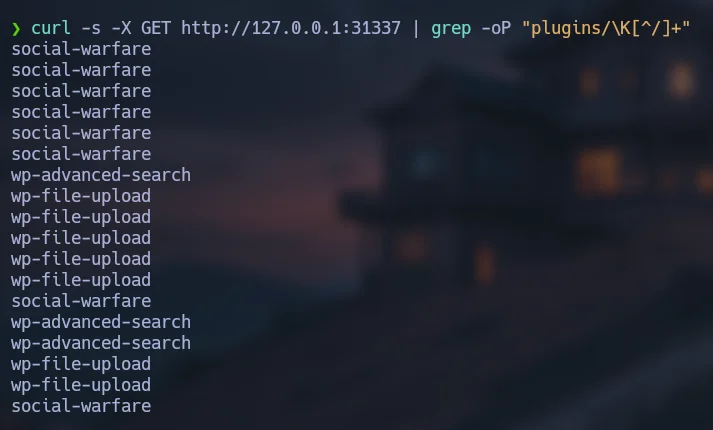 ❯ curl -s -X GET http://127.0.0.1:31337 | grep -oP "plugins/\K[^/]+"
social-warfare
social-warfare
social-warfare
social-warfare
social-warfare
social-warfare
wp-advanced-search
wp-file-upload
wp-file-upload
wp-file-upload
wp-file-upload
wp-file-upload
social-warfare
wp-advanced-search
wp-advanced-search
wp-file-upload
wp-file-upload
social-warfare